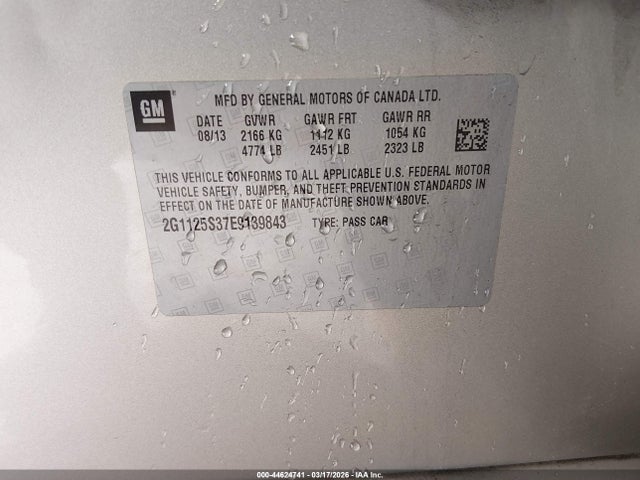 GM
MFD BY GENERAL MOTORS OF CANADA LTD.
DATE GVWR GAWR FRT GAWR RR
08/13 2166 KG 1112 KG 1054 KG
4774 LB 2451 LB 2323 LB
THIS VEHICLE CONFORMS TO ALL APPLICABLE U.S. FEDERAL MOTOR
VEHICLE SAFETY, BUMPER, AND THEFT PREVENTION STANDARDS IN
EFFECT ON THE DATE OF MANUFACTURE SHOWN ABOVE.
2G1125S37E9139843 TYPE: PASS CAR
000-44624741 | 03/17/2026 | IAA Inc.